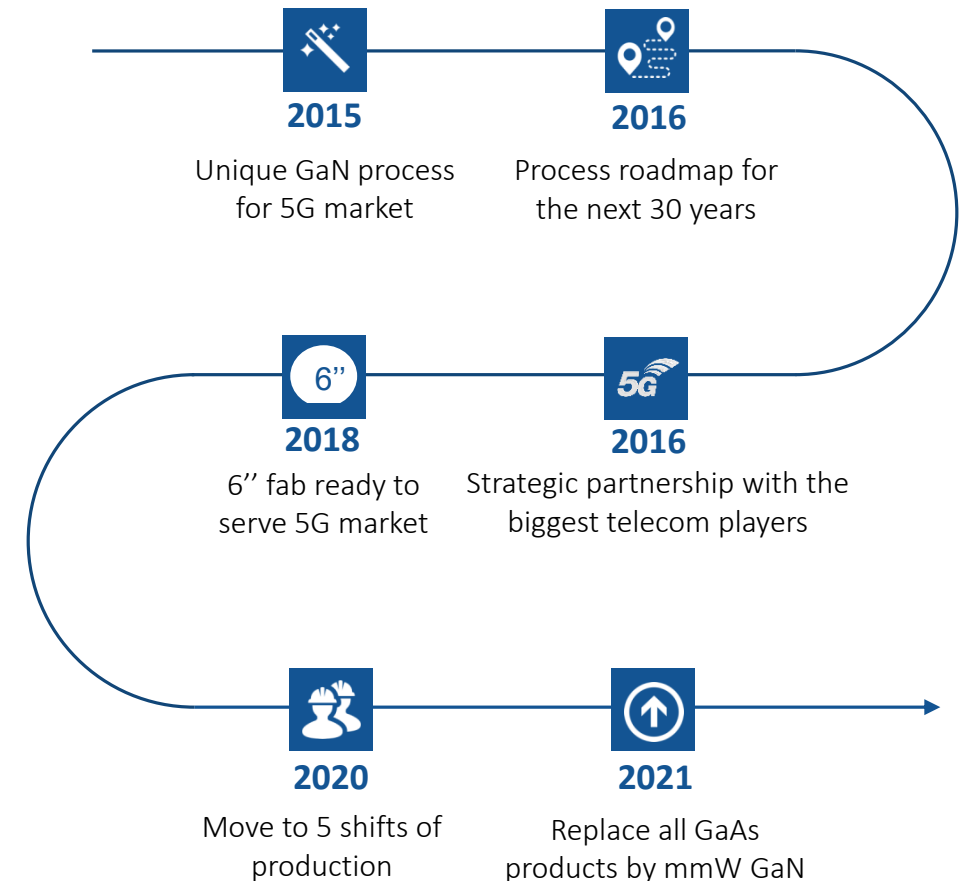 2015
Unique GaN process
for 5G market
2016
Process roadmap for
the next 30 years
6’’
2018
6’’ fab ready to
serve 5G market
5G
2016
Strategic partnership with the
biggest telecom players
2020
Move to 5 shifts of
production
2021
Replace all GaAs
products by mmW GaN